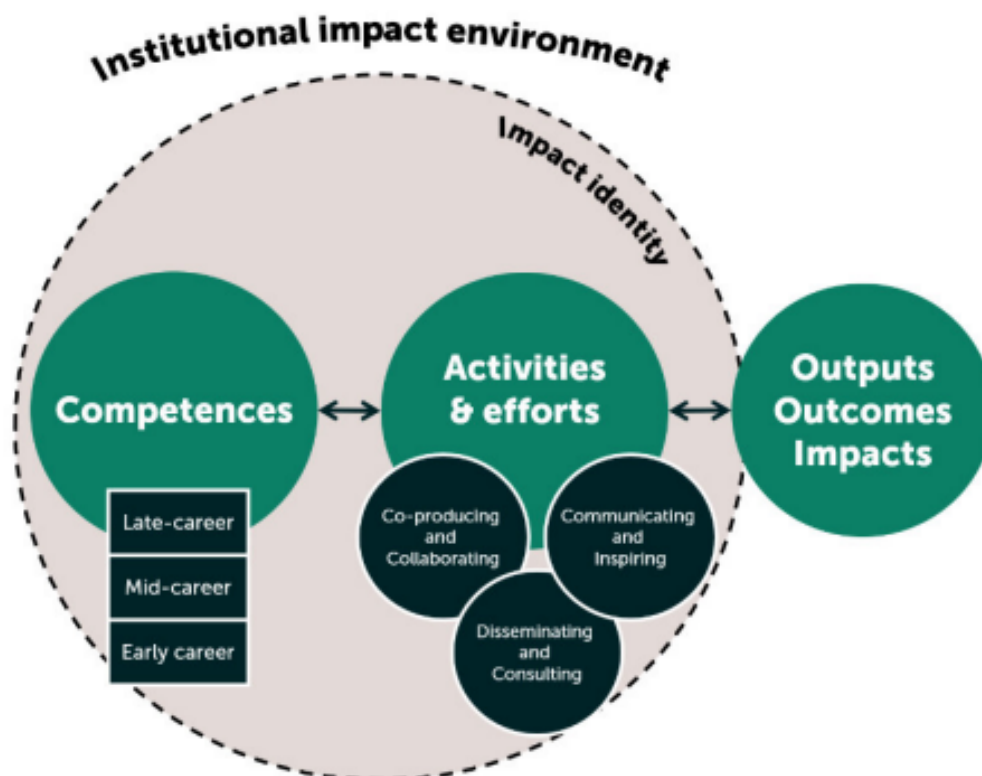 Institutional impact environment
Impact identity
Competences
Activities
& efforts
Outputs
Outcomes
Impacts
Late-career
Mid-career
Early career
Co-producing
and
Collaborating
Communicating
and
Inspiring
Disseminating
and
Consulting